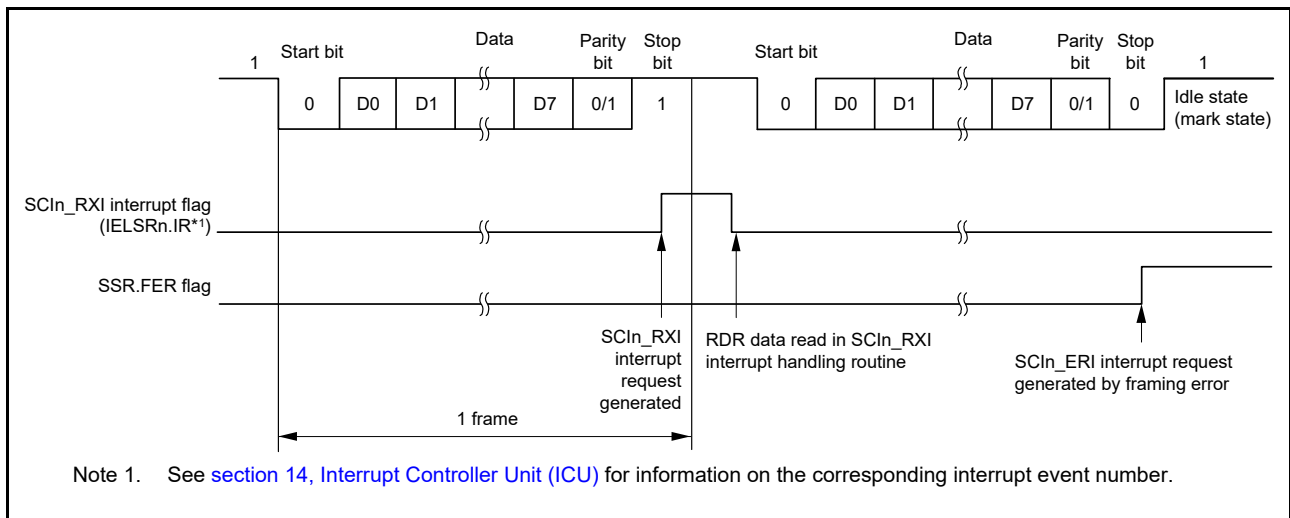 1 Start bit Data Parity bit Stop bit Start bit Data Parity bit Stop bit 1
0 D0 D1 D7 0/1 1 0 D0 D1 D7 0/1 0 Idle state (mark state)
SCIn_RXI interrupt flag
(IELSRn.IR*1)
SSR.FER flag
SCIn_RXI
interrupt
request
generated
RDR data read in SCIn_RXI
interrupt handling routine
SCIn_ERI interrupt request
generated by framing error
1 frame
Note 1. See section 14, Interrupt Controller Unit (ICU) for information on the corresponding interrupt event number.